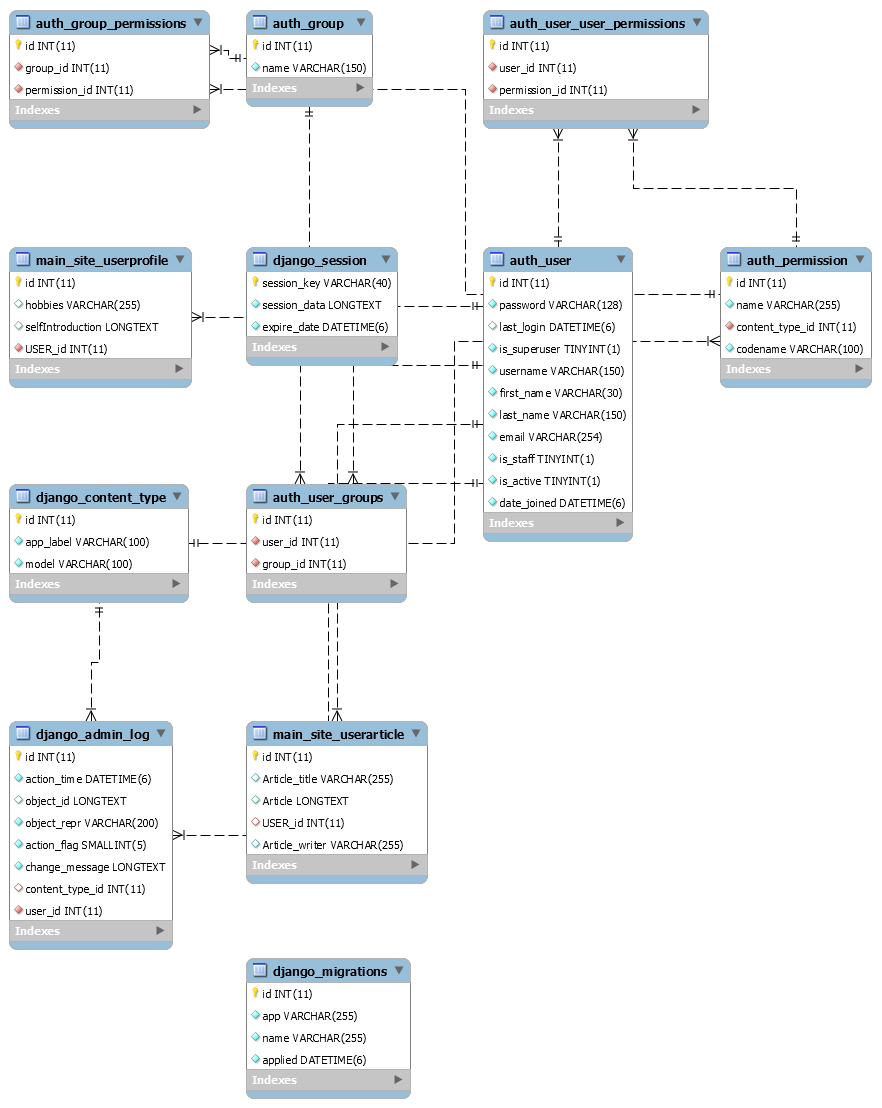 auth_group_permissions
id INT(11)
group_id INT(11)
permission_id INT(11)
Indexes
auth_group
id INT(11)
name VARCHAR(150)
Indexes
auth_user_user_permissions
id INT(11)
user_id INT(11)
permission_id INT(11)
Indexes
main_site_userprofile
id INT(11)
hobbies VARCHAR(255)
selfIntroduction LONGTEXT
USER_id INT(11)
Indexes
django_session
session_key VARCHAR(40)
session_data LONGTEXT
expire_date DATETIME(6)
Indexes
auth_user
id INT(11)
password VARCHAR(128)
last_login DATETIME(6)
is_superuser TINYINT(1)
username VARCHAR(150)
first_name VARCHAR(30)
last_name VARCHAR(150)
email VARCHAR(254)
is_staff TINYINT(1)
is_active TINYINT(1)
date_joined DATETIME(6)
Indexes
auth_permission
id INT(11)
name VARCHAR(255)
content_type_id INT(11)
codename VARCHAR(100)
Indexes
django_content_type
id INT(11)
app_label VARCHAR(100)
model VARCHAR(100)
Indexes
auth_user_groups
id INT(11)
user_id INT(11)
group_id INT(11)
Indexes
django_admin_log
id INT(11)
action_time DATETIME(6)
object_id LONGTEXT
object_repr VARCHAR(200)
action_flag SMALLINT(5)
change_message LONGTEXT
content_type_id INT(11)
user_id INT(11)
Indexes
main_site_userarticle
id INT(11)
Article_title VARCHAR(255)
Article LONGTEXT
USER_id INT(11)
Article_writer VARCHAR(255)
Indexes
django_migrations
id INT(11)
app VARCHAR(255)
name VARCHAR(255)
applied DATETIME(6)
Indexes